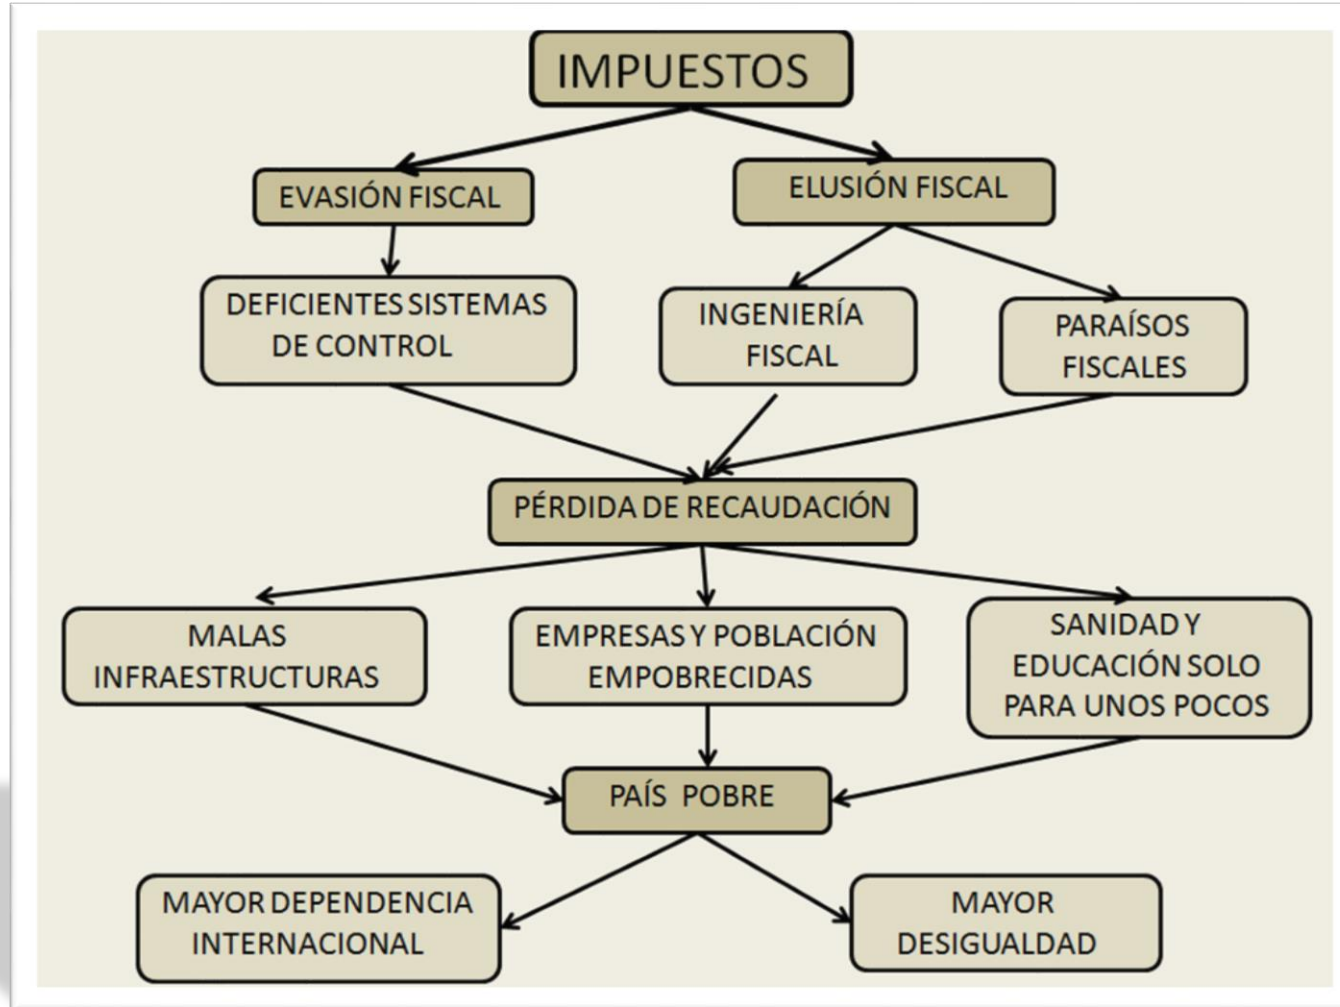 IMPUESTOS
EVASIÓN FISCAL
ELUSIÓN FISCAL
DEFICIENTES SISTEMAS
DE CONTROL
INGENIERÍA
FISCAL
PARAÍSOS
FISCALES
PÉRDIDA DE RECAUDACIÓN
MALAS
INFRAESTRUCTURAS
EMPRESAS Y POBLACIÓN
EMPOBRECIDAS
SANIDAD Y
EDUCACIÓN SOLO
PARA UNOS POCOS
PAÍS POBRE
MAYOR DEPENDENCIA
INTERNACIONAL
MAYOR
DESIGUALDAD